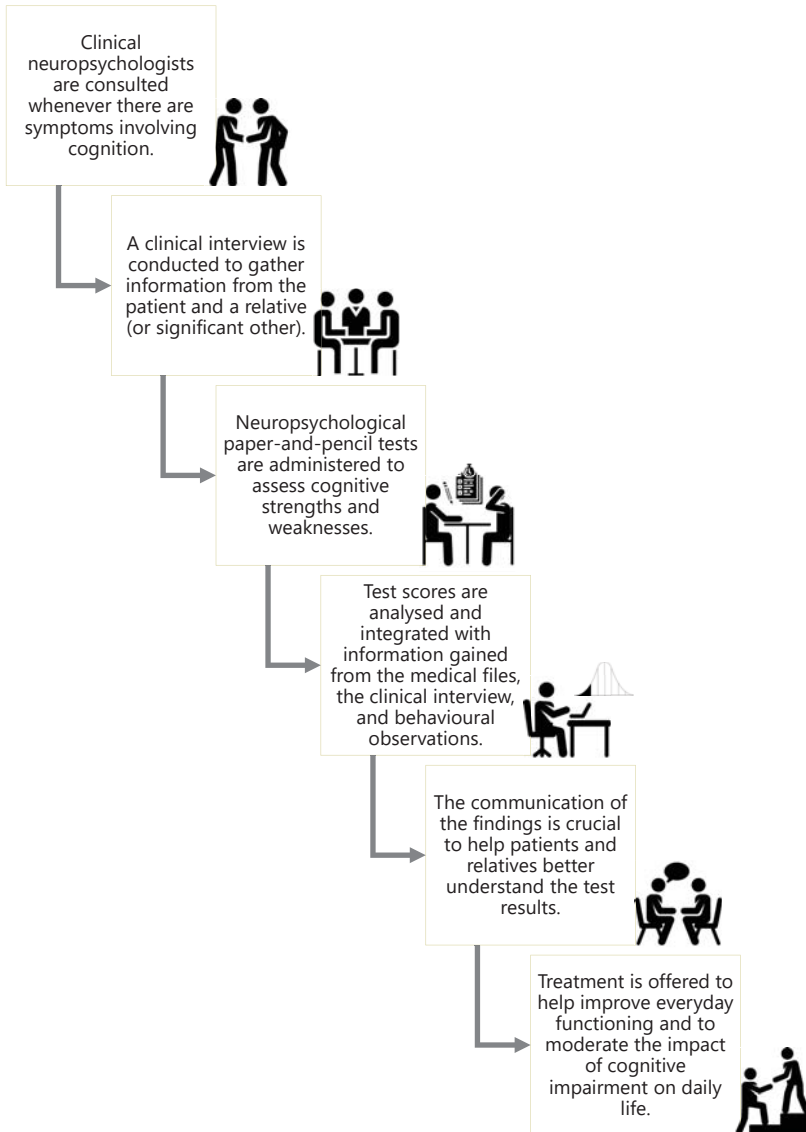 Clinical
neuropsychologists
are consulted
whenever there are
symptoms involving
cognition.
A clinical interview is
conducted to gather
information from the
patient and a relative
(or significant other).
Neuropsychological
paper-and-pencil tests
are administered to
assess cognitive
strengths and
weaknesses.
Test scores are
analysed and
integrated with
information gained
from the medical files,
the clinical interview,
and behavioural
observations.
The communication of
the findings is crucial
to help patients and
relatives better
understand the test
results.
Treatment is offered to
help improve everyday
functioning and to
moderate the impact
of cognitive
impairment on daily
life.